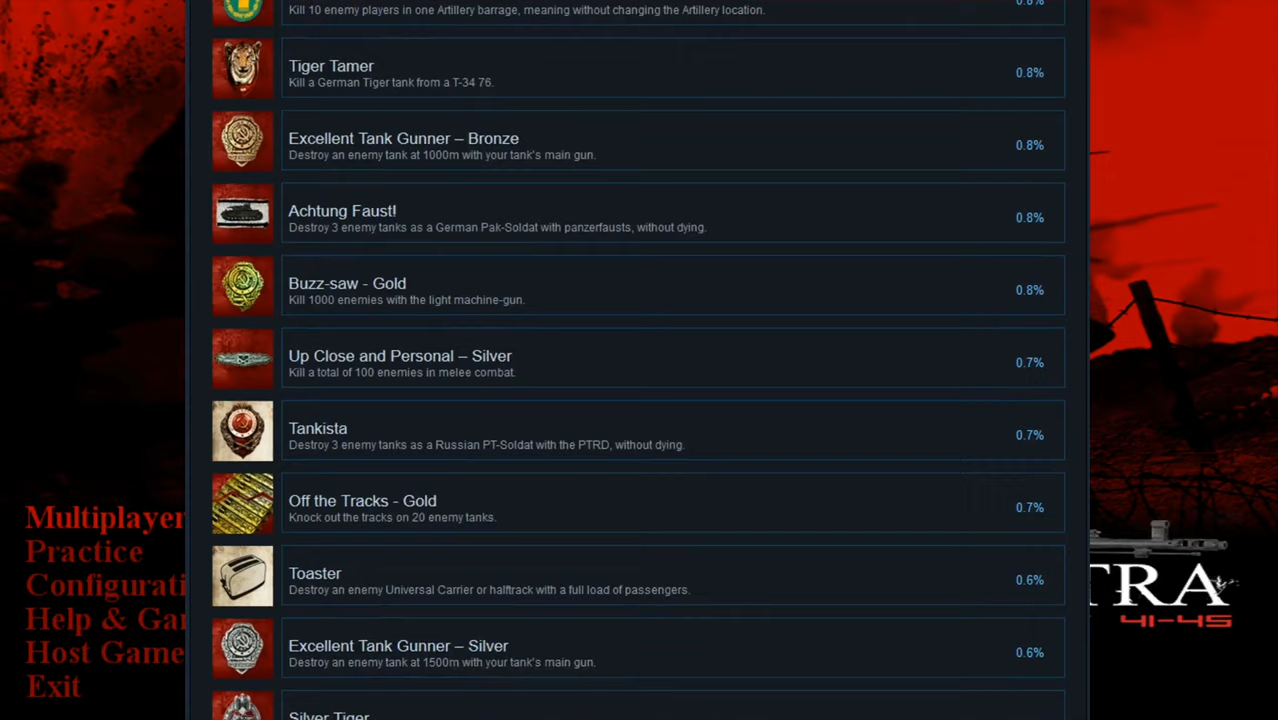 Kill 10 enemy players in one Artillery barrage, meaning without changing the Artillery location.
0.8%
Tiger Tamer
Kill a German Tiger tank from a T-34 76.
0.8%
Excellent Tank Gunner – Bronze
Destroy an enemy tank at 1000m with your tank's main gun.
0.8%
Achtung Faust!
Destroy 3 enemy tanks as a German Pak-Soldat with panzerfausts, without dying.
0.8%
Buzz-saw - Gold
Kill 1000 enemies with the light machine-gun.
0.8%
Up Close and Personal – Silver
Kill a total of 100 enemies in melee combat.
0.7%
Tankista
Destroy 3 enemy tanks as a Russian PT-Soldat with the PTRD, without dying.
0.7%
Off the Tracks - Gold
Knock out the tracks on 20 enemy tanks.
0.7%
Toaster
Destroy an enemy Universal Carrier or halftrack with a full load of passengers.
0.6%
Excellent Tank Gunner – Silver
Destroy an enemy tank at 1500m with your tank's main gun.
0.6%
Silver Tiger
Multiplayer
Practice
Configurati
Help & Gar
Host Game
Exit
TRA
41-45